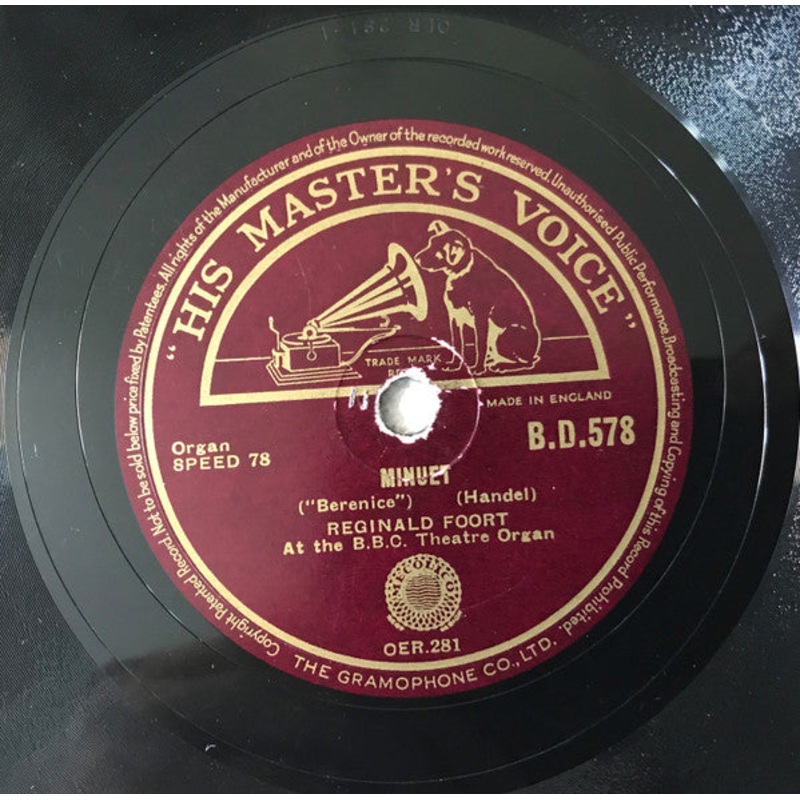 Copyright Patented Record. Not to be sold below price fixed by Patentees. All rights of the Manufacturer and of the Owner of the recorded work reserved. Unauthorised Public Performance, Broadcasting and Copying of this Record Prohibited.
"HIS MASTER'S VOICE"
TRADE MARK
MADE IN ENGLAND
B.D.578
Organ
SPEED 78
MINUET
("Berenice") (Handel)
REGINALD FOORT
At the B.B.C. Theatre Organ
OER.281
THE GRAMOPHONE CO., LTD.